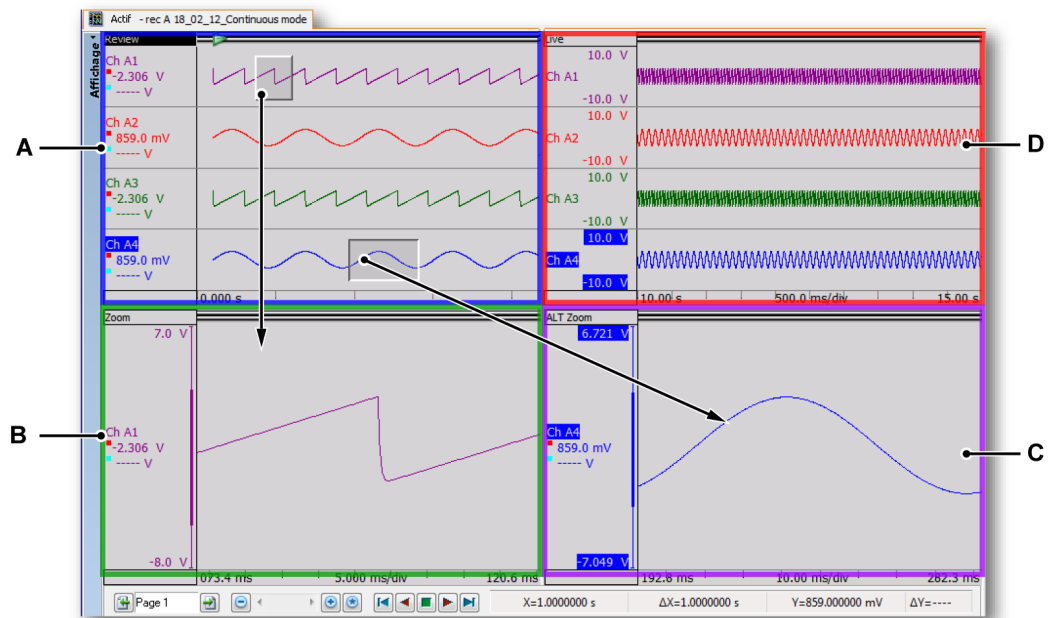 Actif - rec A 18_02_12_Continuous mode
Affichage
Review
Ch A1
-2.306 V
----- V
Ch A2
859.0 mV
----- V
Ch A3
-2.306 V
----- V
Ch A4
859.0 mV
----- V
0.000 s
Live
10.0 V
Ch A1
-10.0 V
10.0 V
Ch A2
-10.0 V
10.0 V
Ch A3
-10.0 V
10.0 V
Ch A4
-10.0 V
10.00 s 500.0 ms/div 15.00 s
A
D
Zoom
7.0 V
Ch A1
-2.306 V
----- V
-8.0 V
073.4 ms 5.000 ms/div 120.6 ms
ALT Zoom
6.721 V
Ch A4
859.0 mV
----- V
-7.049 V
192.8 ms 10.00 ms/div 282.3 ms
B
C
Page 1
X=1.0000000 s ΔX=1.0000000 s Y=859.000000 mV ΔY=----